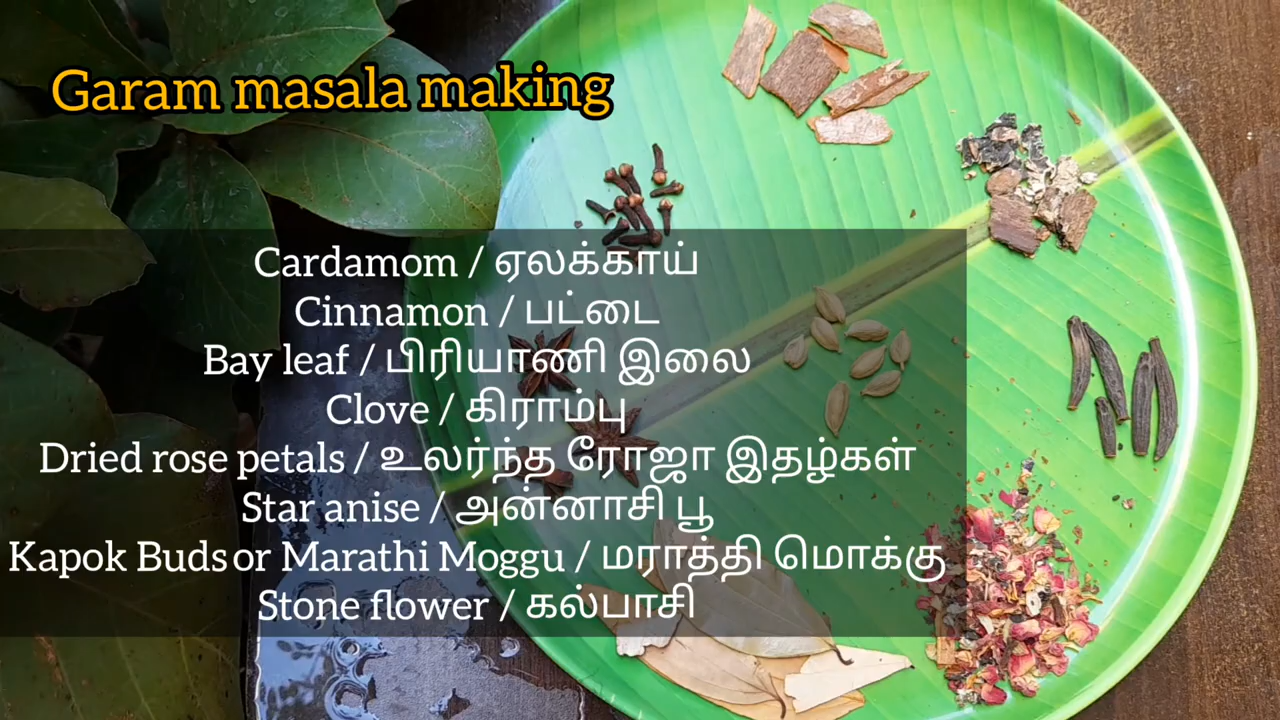 Garam masala making
Cardamom / ஏலக்காய்
Cinnamon / பட்டை
Bay leaf / பிரியாணி இலை
Clove / கிராம்பு
Dried rose petals / உலர்ந்த ரோஜா இதழ்கள்
Star anise / அன்னாசி பூ
Kapok Buds or Marathi Moggu / மராத்தி மொக்கு
Stone flower / கல்பாசி